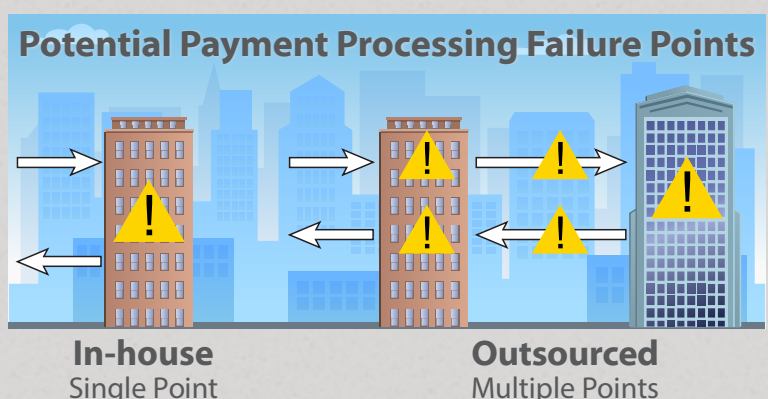 Potential Payment Processing Failure Points
!
!
!
!
!
!
In-house
Outsourced
Single Point
Multiple Points